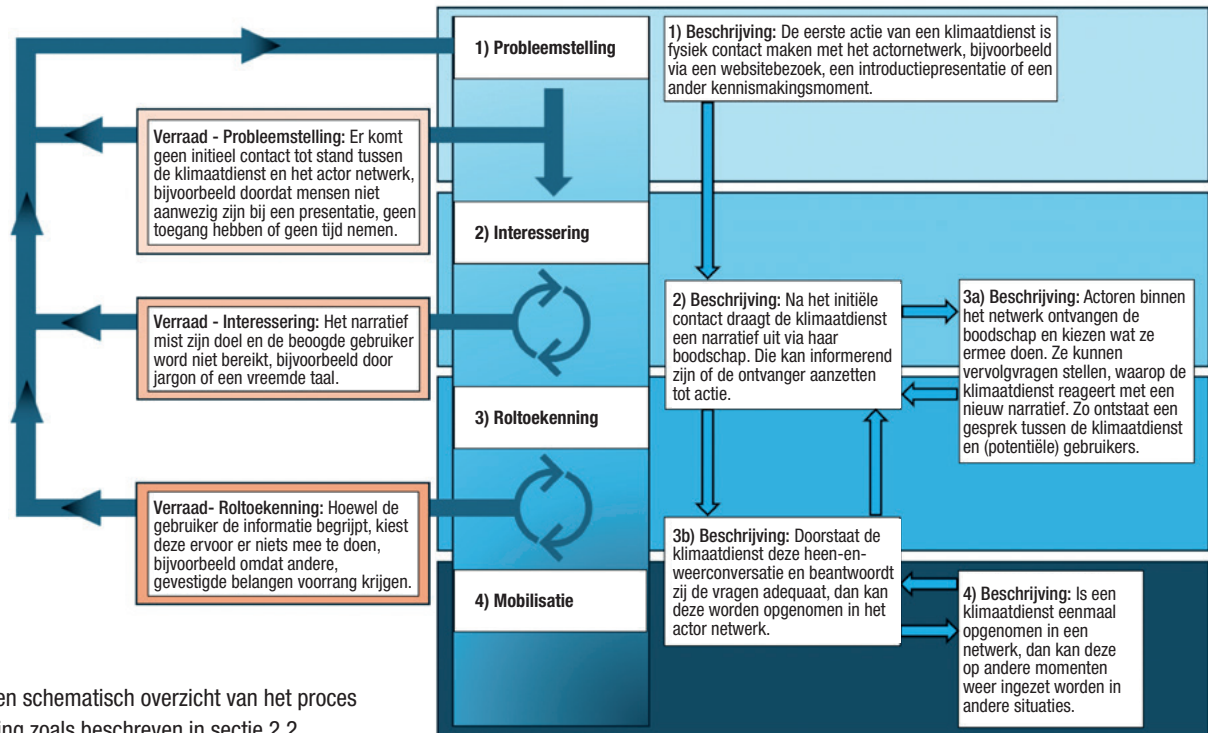 1) Probleemstelling
1) Beschrijving: De eerste actie van een klimaatdienst is
fysiek contact maken met het actornetwerk, bijvoorbeeld
via een websitebezoek, een introductiepresentatie of een
ander kennismakingsmoment.
Verraad - Probleemstelling: Er komt
geen initieel contact tot stand tussen
de klimaatdienst en het actor netwerk,
bijvoorbeeld doordat mensen niet
aanwezig zijn bij een presentatie, geen
toegang hebben of geen tijd nemen.
2) Interessering
2) Beschrijving: Na het initiële
contact draagt de klimaatdienst
een narratief uit via haar
boodschap. Die kan informerend
zijn of de ontvanger aanzetten
tot actie.
3a) Beschrijving: Actoren binnen
het netwerk ontvangen de
boodschap en kiezen wat ze
ermee doen. Ze kunnen
vervolgvragen stellen, waarop de
klimaatdienst reageert met een
nieuw narratief. Zo ontstaat een
gesprek tussen de klimaatdienst
en (potentiële) gebruikers.
Verraad - Interessering: Het narratief
mist zijn doel en de beoogde gebruiker
word niet bereikt, bijvoorbeeld door
jargon of een vreemde taal.
3) Roltoekenning
Verraad- Roltoekenning: Hoewel de
gebruiker de informatie begrijpt, kiest
deze ervoor er niets mee te doen,
bijvoorbeeld omdat andere,
gevestigde belangen voorrang krijgen.
3b) Beschrijving: Doorstaat de
klimaatdienst deze heen-en-
weerconversatie en beantwoordt
zij de vragen adequaat, dan kan
deze worden opgenomen in het
actor netwerk.
4) Mobilisatie
4) Beschrijving: Is een
klimaatdienst eenmaal
opgenomen in een
netwerk, dan kan deze
op andere momenten
weer ingezet worden in
andere situaties.
en schematisch overzicht van het proces
ing zoals beschreven in sectie 2.2